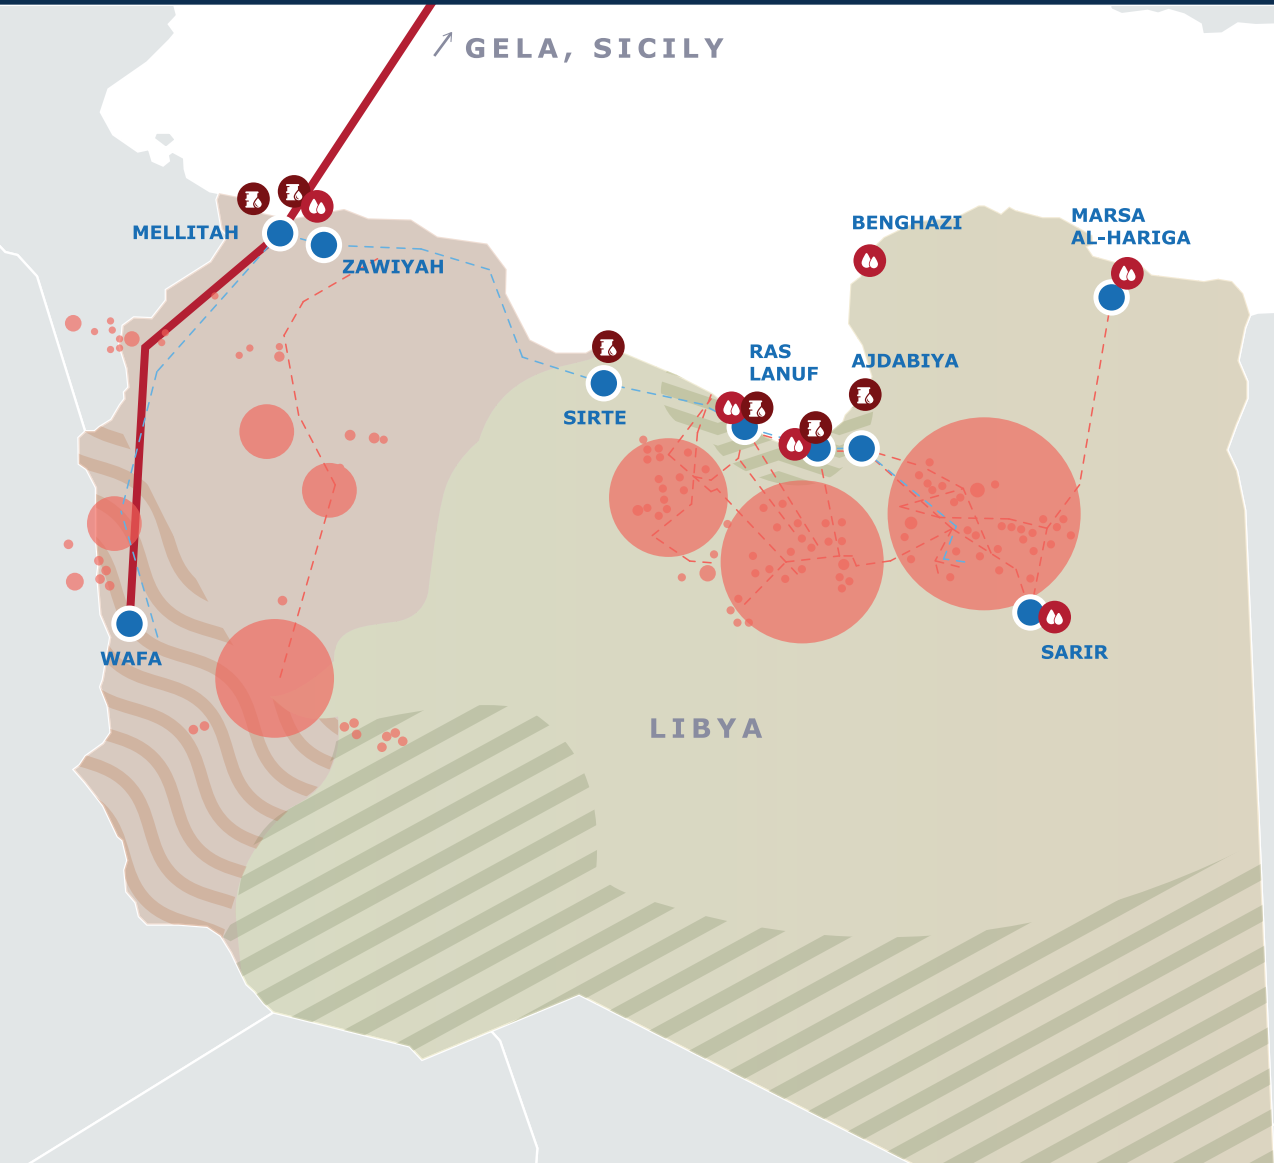 GELA, SICILY
MELLITAH
ZAWIYAH
BENGHAZI
MARSA
AL-HARIGA
RAS
LANUF
AJDABIYA
SIRTE
WAFA
SARIR
LIBYA